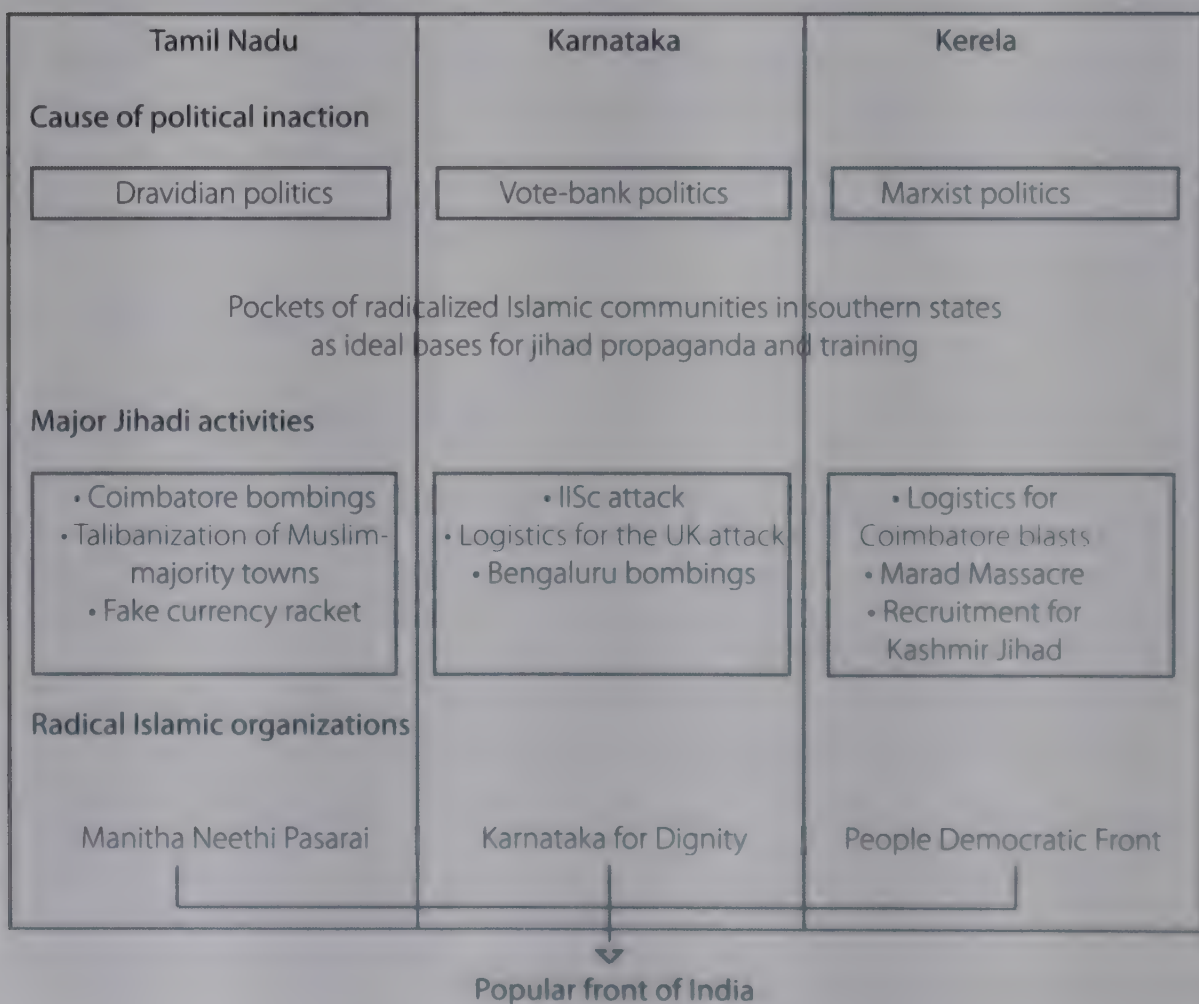 Tamil Nadu
Karnataka
Kerela
Cause of political inaction
Dravidian politics
Vote-bank politics
Marxist politics
Pockets of radicalized Islamic communities in southern states
as ideal bases for jihad propaganda and training
Major Jihadi activities
• Coimbatore bombings
• Talibanization of Muslim-
majority towns
• Fake currency racket
• IISc attack
• Logistics for the UK attack
• Bengaluru bombings
• Logistics for
Coimbatore blasts
• Marad Massacre
• Recruitment for
Kashmir Jihad
Radical Islamic organizations
Manitha Neethi Pasarai
Karnataka for Dignity
People Democratic Front
Popular front of India